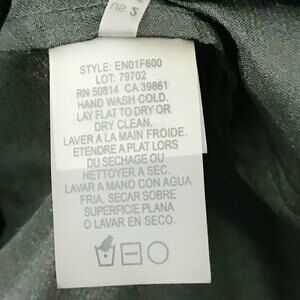 STYLE: EN01F600
LOT: 79702
RN 50814 CA 39861
HAND WASH COLD.
LAY FLAT TO DRY OR
DRY CLEAN.
LAVER A LA MAIN FROIDE.
ETENDRE A PLAT LORS
DU SECHAGE OU
NETTOYER A SEC.
LAVAR A MANO CON AGUA
FRIA. SECAR SOBRE
SUPERFICIE PLANA
O LAVAR EN SECO.